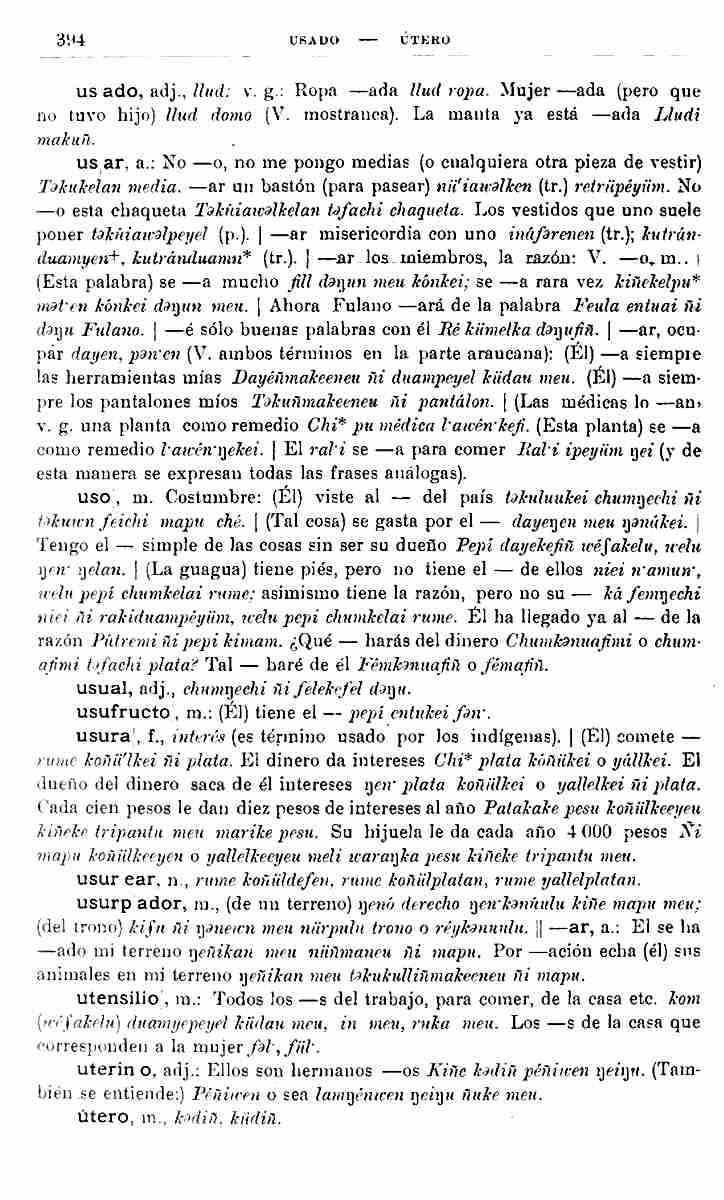 394 USADO — ÚTERO
us ado, adj., llud: v. g.: Ropa —ada llud ropa. Mujer —ada (pero que
no tuvo hijo) llud domo (V. mostranca). La manta ya está —ada Lludi
makuñ.
us ar, a.: No —o, no me pongo medias (o cualquiera otra pieza de vestir)
Təkukelan media. —ar un bastón (para pasear) nü'iawəlken (tr.) retrüpéyüm. No
—o esta chaqueta Təkúiawəlkelan təfachi chaqueta. Los vestidos que uno suele
poner təkúiawəlpeyel (p.). | —ar misericordia con uno ináfərenen (tr.); kutrán-
duamyen+, kutránduamn* (tr.). | —ar los miembros, la razón: V. —o, m.. |
(Esta palabra) se —a mucho fill dəŋun meu kónkei; se —a rara vez kiñekelpu*
mət·en kónkei dəŋun meu. | Ahora Fulano —ará de la palabra Feula entuai ñi
dəŋu Fulano. | —é sólo buenas palabras con él Ré kümelka dəŋufiñ. | —ar, ocu-
par dayen, pən·en (V. ambos términos en la parte araucana): (Él) —a siempre
las herramientas mías Dayéñmakeeneu ñi duampeyel küdau meu. (Él) —a siem-
pre los pantalones míos Təkuñmakeeneu ñi pantálon. | (Las médicas lo —an,
v. g. una planta como remedio Chi* pu médica l·awén·kefi. (Esta planta) se —a
como remedio l·awén·ŋekei. | El ral·i se —a para comer Ral·i ipeyüm ŋei (y de
esta manera se expresan todas las frases análogas).
uso , m. Costumbre: (Él) viste al — del país təkuluukei chumŋechi ñi
təkuwn feichi mapu ché. | (Tal cosa) se gasta por el — dayeŋen meu ŋənúkei. |
Tengo el — simple de las cosas sin ser su dueño Pepí dayekefiñ wéſakelu, welu
ŋen· ŋelan. | (La guagua) tiene piés, pero no tiene el — de ellos niei n·amun·,
welu pepí chumkelai rume; asimismo tiene la razón, pero no su — ká femŋechi
niei ñi rakiduampéyüm, welu pepi chumkelai rume. Él ha llegado ya al — de la
razón Pútremi ñi pepi kimam. ¿Qué — harás del dinero Chumkənuafimi o chum-
afimi təfachi plata? Tal — haré de él Fémkənuafiñ o fémafiñ.
usual, adj., chumŋechi ñi felekefel dəŋu.
usufructo , m.: (Él) tiene el — pepí entukei fən·.
usura , f., interés (es término usado por los indígenas). | (Él) comete —
rume koñü'lkei ñi plata. El dinero da intereses Chi* plata kóñükei o yállkei. El
dueño del dinero saca de él intereses ŋen· plata koñülkei o yallelkei ñi plata.
Cada cien pesos le dan diez pesos de intereses al año Patakake pesu koñülkeeyeu
kiñeke tripantu meu marike pesu. Su hijuela le da cada año 4 000 pesos Ñi
mapu koñülkeeyeu o yallelkeeyeu meli waraŋka pesu kiñeke tripantu meu.
usur ear, n., rume koñüldefen, rume koñülplatan, rume yallelplatan.
usurp ador, m., (de un terreno) ŋenó derecho ŋen·kənúulu kiñe mapu meu;
(del trono) kisu ñi ŋənewn meu nürpulu trono o réykənuulu. || —ar, a.: El se ha
—ado mi terreno ŋeñikan meu nüñmaneu ñi mapu. Por —ación echa (él) sus
animales en mi terreno ŋeñikan meu təkukulliñmakeeneu ñi mapu.
utensilio , m.: Todos los —s del trabajo, para comer, de la casa etc. kom
(wéſakelu) duamyepeyel küdau meu, in meu, ruka meu. Los —s de la casa que
corresponden a la mujer fəl·, fül·.
uterin o, adj.: Ellos son hermanos —os Kiñe kədiñ péñiwen ŋeiŋu. (Tam-
bién se entiende:) Péñiwen o sea lamŋénwen ŋeiŋu ñuke meu.
útero, m., kədiñ, küdiñ.